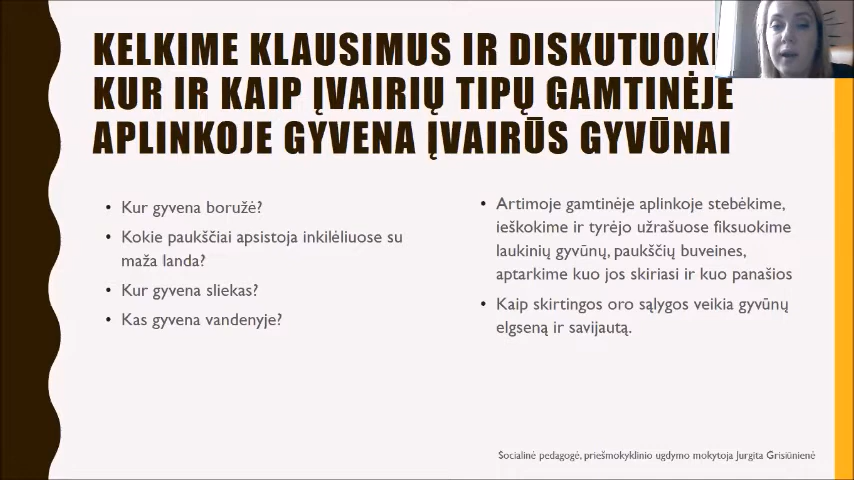 KELKIME KLAUSIMUS IR
KUR IR KAIP ĮVAIRIŲ TIPŲ GAMTINĖJE
APLINKOJE GYVENA ĮVAIRŪS GYVŪNAI
• Kur gyvena boružė?
• Kokie paukščiai apsistoja inkilėliuose su
maža landa?
• Kur gyvena sliekas?
• Kas gyvena vandenyje?
• Artimoje gamtinėje aplinkoje stebėkime,
ieškokime ir tyrėjo užrašuose fiksuokime
laukinių gyvūnų, paukščių buveines,
aptarkime kuo jos skiriasi ir kuo panašios
• Kaip skirtingos oro sąlygos veikia gyvūnų
elgseną ir savijautą.
Socialinė pedagogė, priešmokyklinio ugdymo mokytoja Jurgita Grisiūnienė